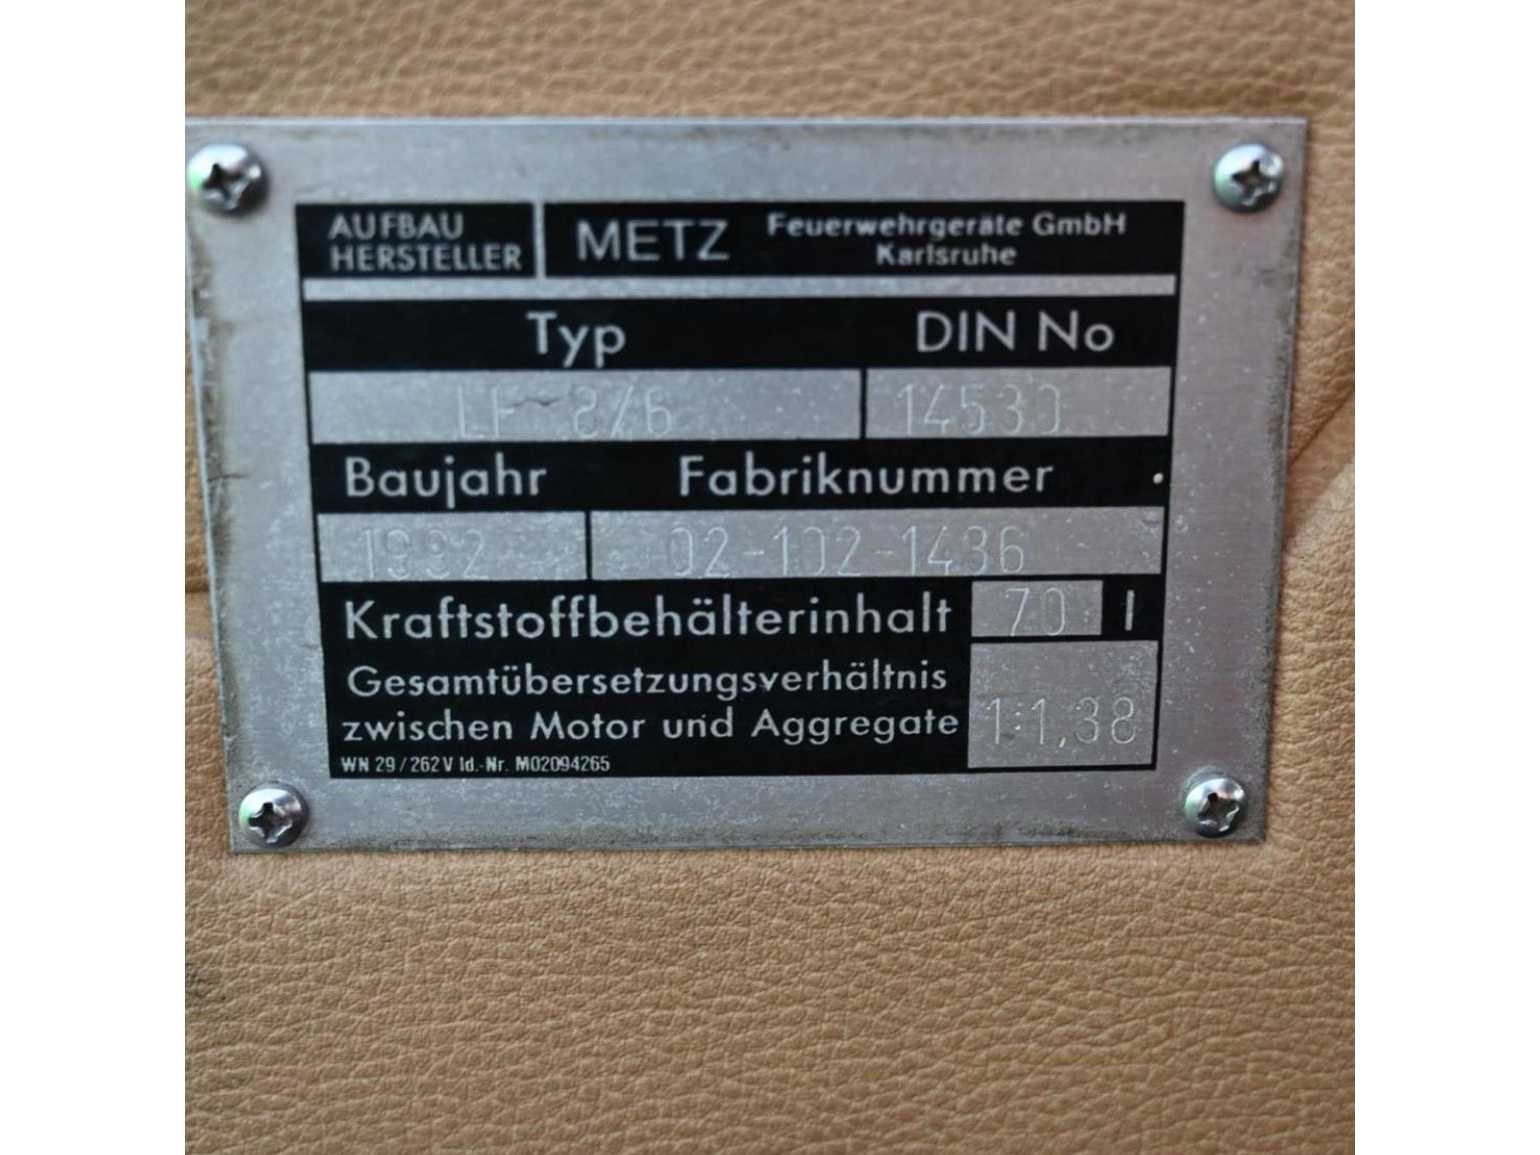 AUFBAU HERSTELLER
METZ
Feuerwehrgeräte GmbH
Karlsruhe
Typ DIN No
LF 8/6 14530
Baujahr Fabriknummer
1992 02-102-1436
Kraftstoffbehälterinhalt 70 l
Gesamtübersetzungsverhältnis
zwischen Motor und Aggregate 1:1,38
WN 29/262 V Id.-Nr. M02094265